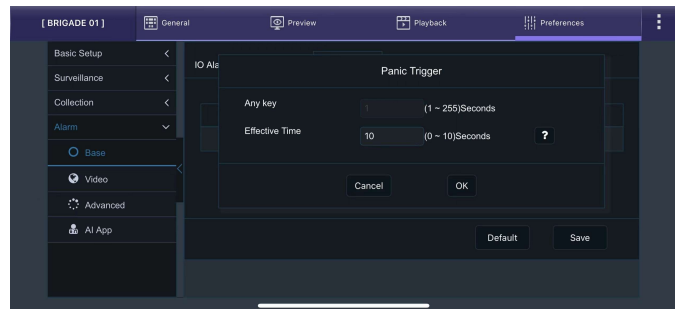 [ BRIGADE 01 ] General Preview Playback Preferences
Basic Setup
Surveillance
Collection
Alarm
Base
Video
Advanced
AI App
IO Ala
Panic Trigger
Any key 1 (1 ~ 255)Seconds
Effective Time 10 (0 ~ 10)Seconds ?
Cancel OK
Default Save